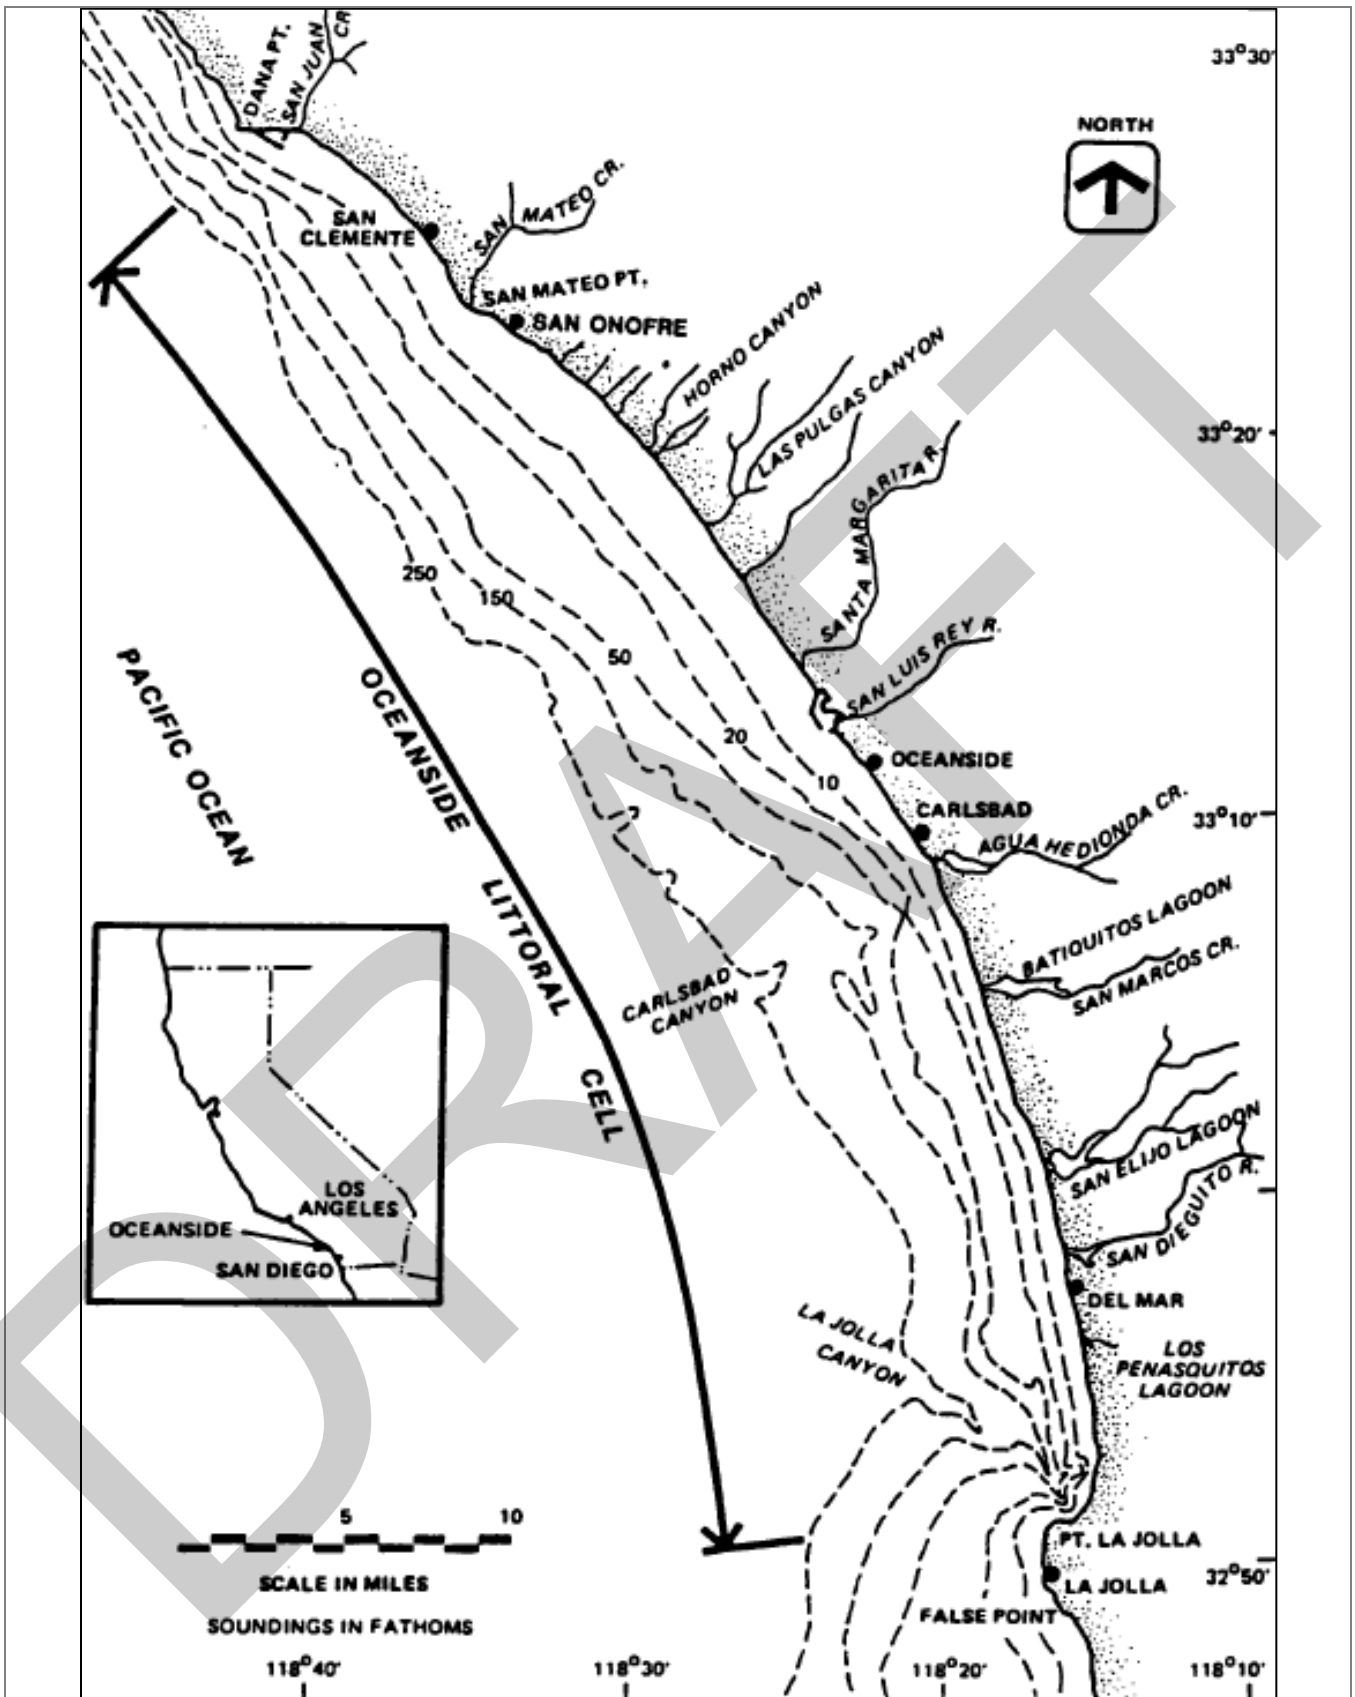 33°30'
DANA PT.
SAN JUAN CR
NORTH
SAN MATEO CR.
SAN
CLEMENTE
SAN MATEO PT.
SAN ONOFRE
HORNO CANYON
LAS PULGAS CANYON
33°20'
SANTA MARGARITA R.
250
150
50
SAN LUIS REY R.
20
10
OCEANSIDE
CARLSBAD
AGUA HEDIONDA CR.
33°10'
PACIFIC OCEAN
OCEANSIDE LITTORAL CELL
BATIQUITOS LAGOON
SAN MARCOS CR.
CARLSBAD
CANYON
SAN ELIJO LAGOON
SAN DIEGUITO R.
LOS
ANGELES
OCEANSIDE
SAN DIEGO
DEL MAR
LA JOLLA
CANYON
LOS
PENASQUITOS
LAGOON
5 10
SCALE IN MILES
SOUNDINGS IN FATHOMS
PT. LA JOLLA
LA JOLLA
32°50'
FALSE POINT
118°40' 118°30' 118°20' 118°10'
DRAFT